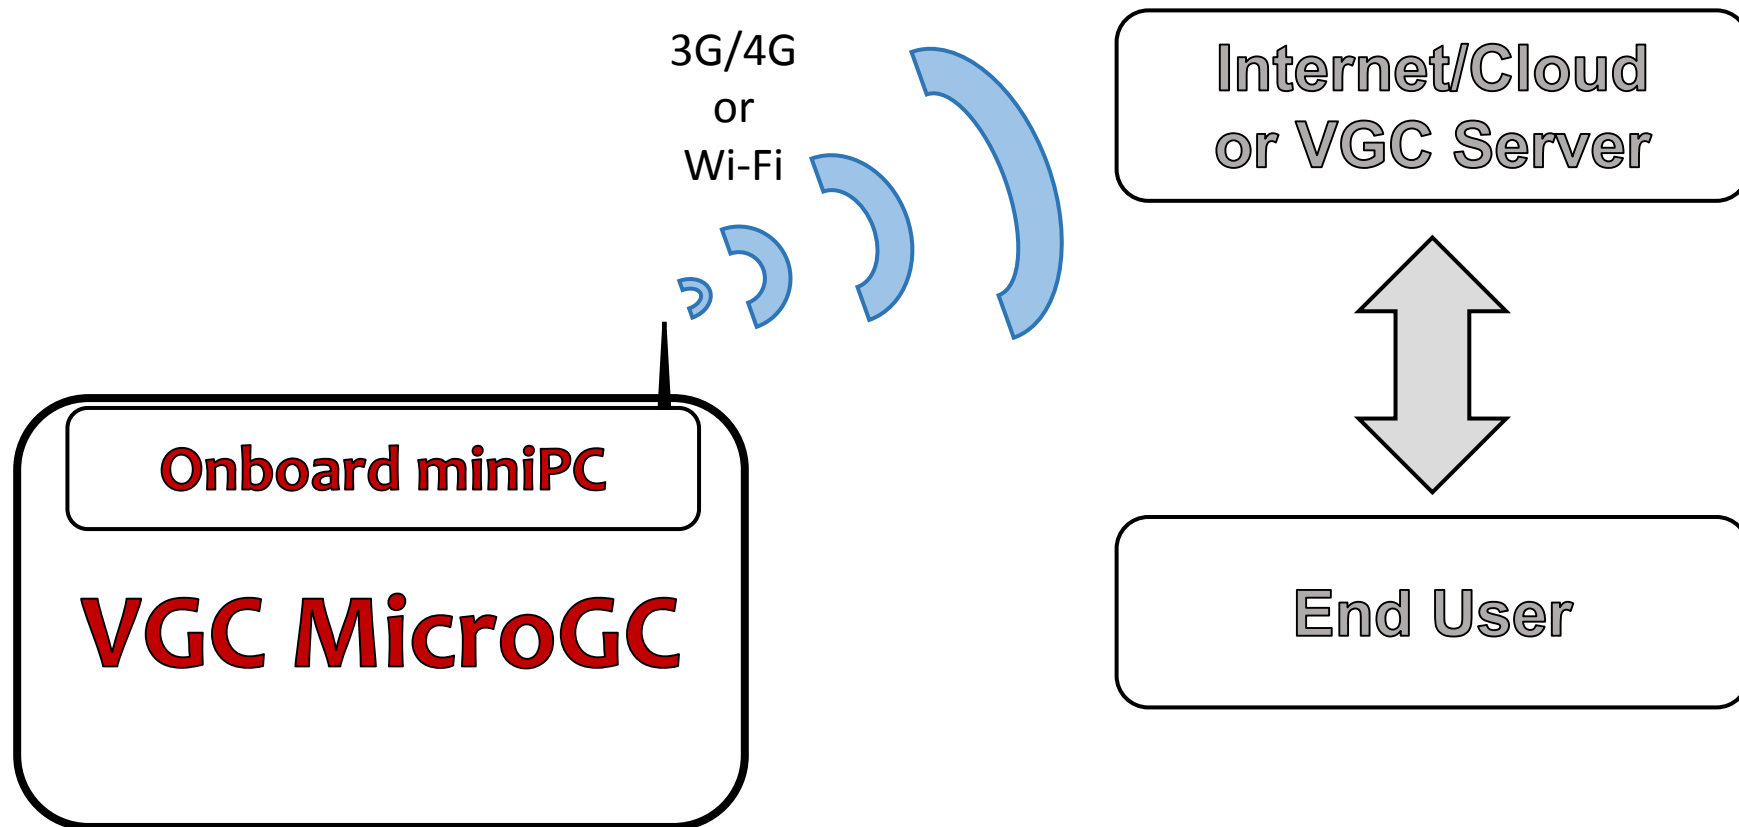 3G/4G
or
Wi-Fi
Internet/Cloud
or VGC Server
Onboard miniPC
VGC MicroGC
End User